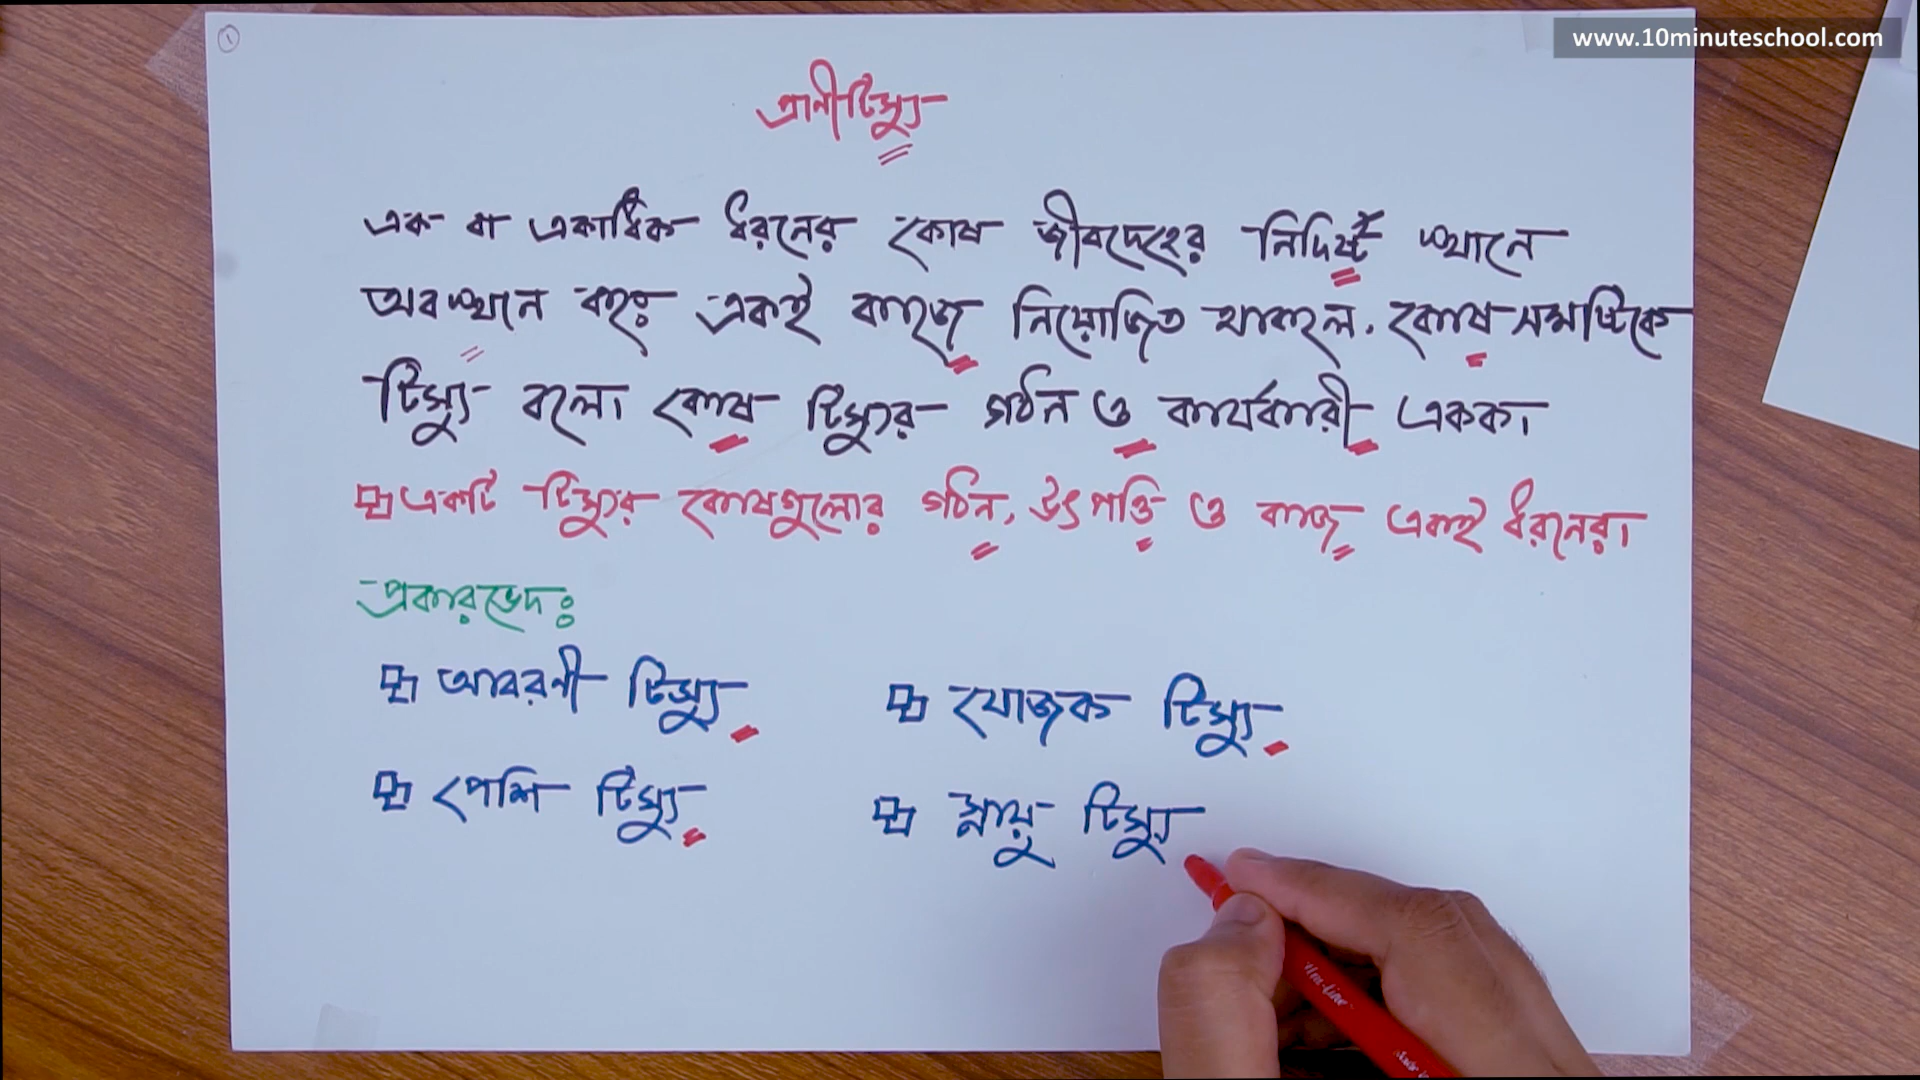 www.10minuteschool.com
১
প্রাণীটিস্যু
এক বা একাধিক ধরনের কোষ জীবদেহের নির্দিষ্ট স্থানে
অবস্থান করে একই কাজে নিয়োজিত থাকলে, কোষ সমষ্টিকে
টিস্যু বলে। কোষ টিস্যুর গঠন ও কার্যকারী একক।
একটি টিস্যুর কোষগুলোর গঠন, উৎপত্তি ও কাজ একই ধরনের।
প্রকারভেদঃ
আবরণী টিস্যু যোজক টিস্যু
পেশি টিস্যু স্নায়ু টিস্যু